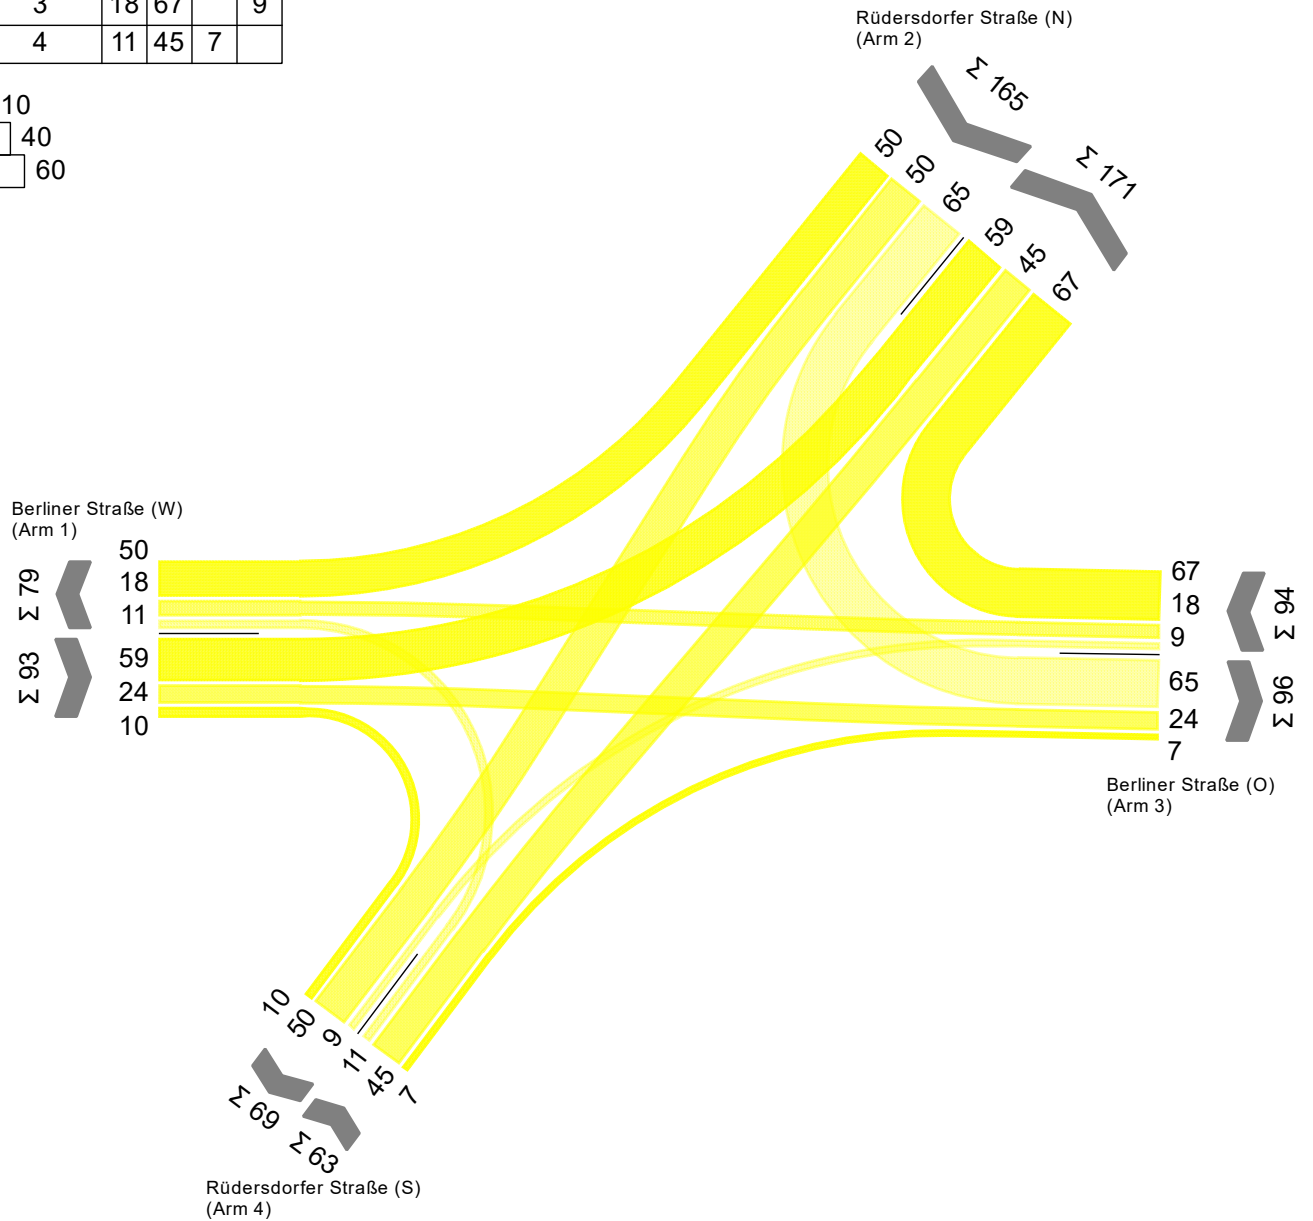 3 18 67 9
4 11 45 7
10
40
60
Rüdersdorfer Straße (N)
(Arm 2)
Σ 165
Σ 171
50
50
65
59
45
67
Berliner Straße (W)
(Arm 1)
Σ 79
Σ 93
50
18
11
59
24
10
67
18
9
65
24
7
Σ 94
Σ 96
Berliner Straße (O)
(Arm 3)
10
50
9
11
45
7
Σ 69
Σ 63
Rüdersdorfer Straße (S)
(Arm 4)